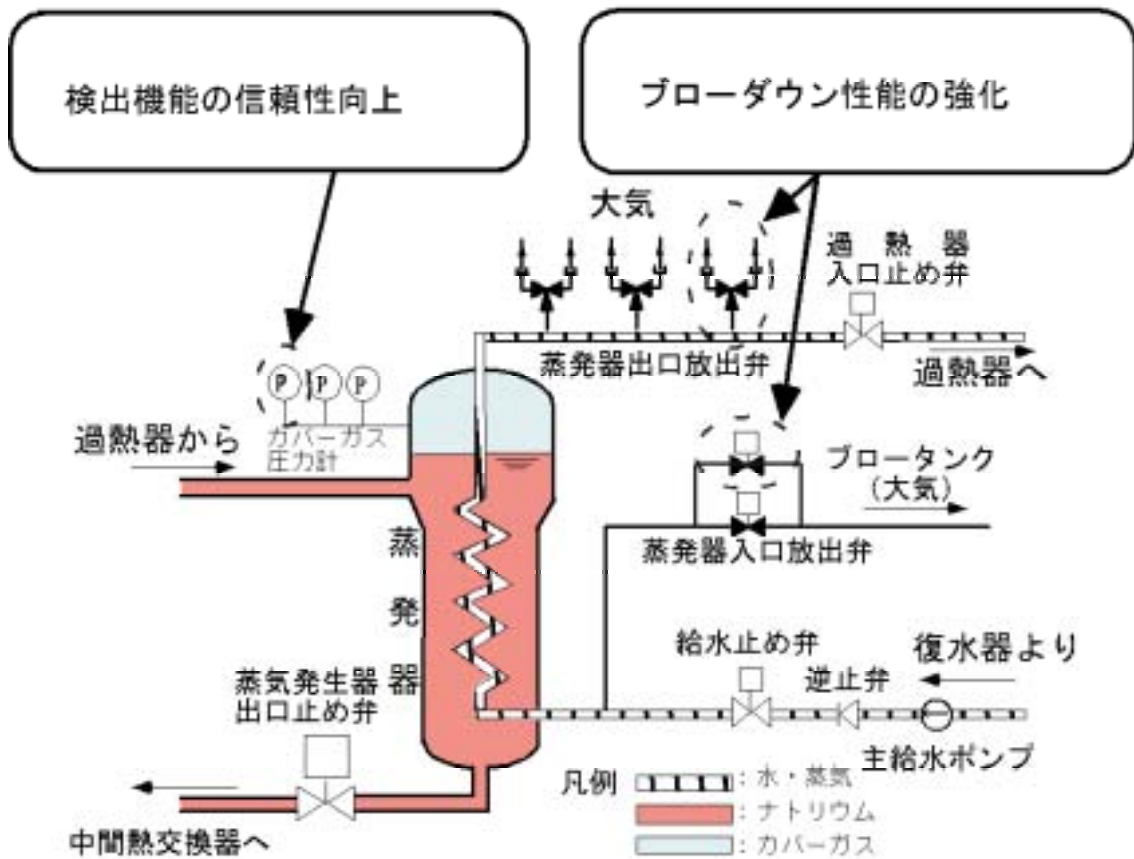 検出機能の信頼性向上
ブローダウン性能の強化
大気
過熱器
入口止め弁
蒸発器出口放出弁
過熱器へ
P P P
過熱器から
カバーガス
圧力計
ブロータンク
(大気)
蒸発器入口放出弁
蒸発器
給水止め弁
復水器より
逆止弁
蒸気発生器
出口止め弁
主給水ポンプ
凡例
:水・蒸気
:ナトリウム
:カバーガス
中間熱交換器へ